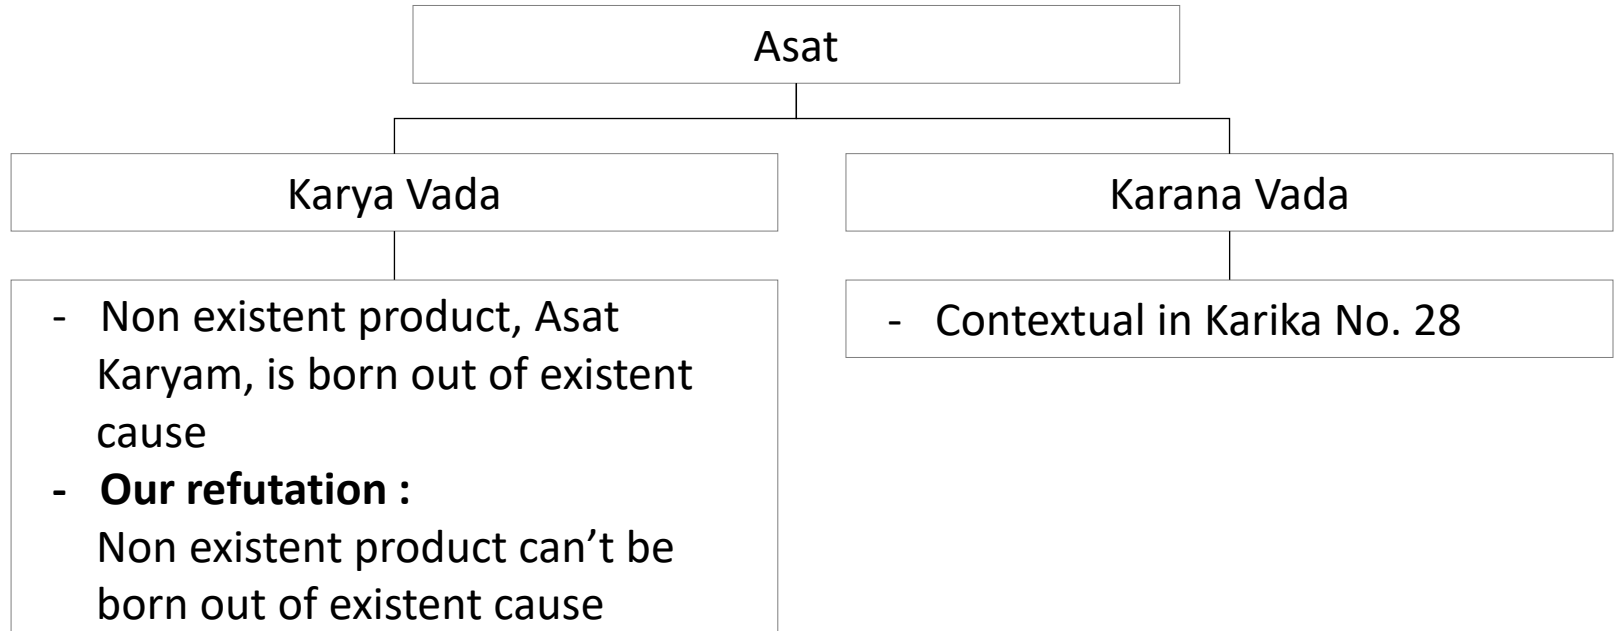 Asat
Karya Vada
Karana Vada
- Non existent product, Asat
Karyam, is born out of existent
cause
- Our refutation :
Non existent product can’t be
born out of existent cause
- Contextual in Karika No. 28